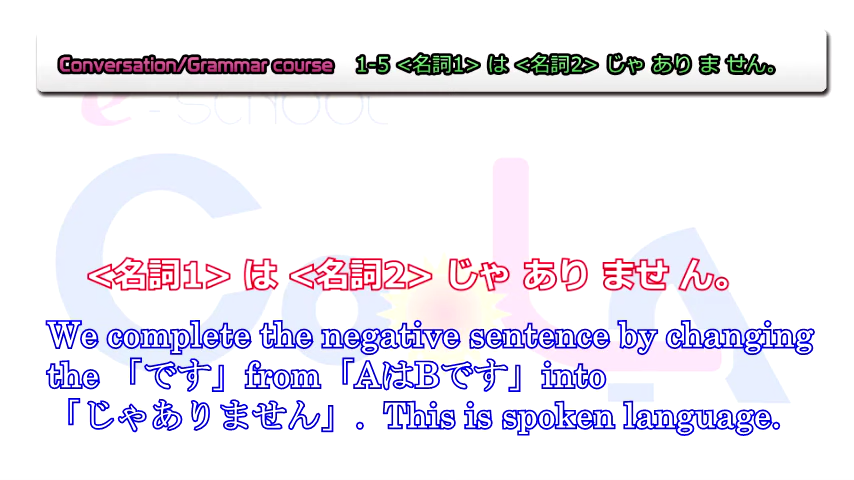 Conversation/Grammar course 1-5 <名詞1> は <名詞2> じゃ あり ま せん。
e-SCHOOL
CoLA
<名詞1> は <名詞2> じゃ あり ませ ん。
We complete the negative sentence by changing
the 「です」from「AはBです」into
「じゃありません」. This is spoken language.